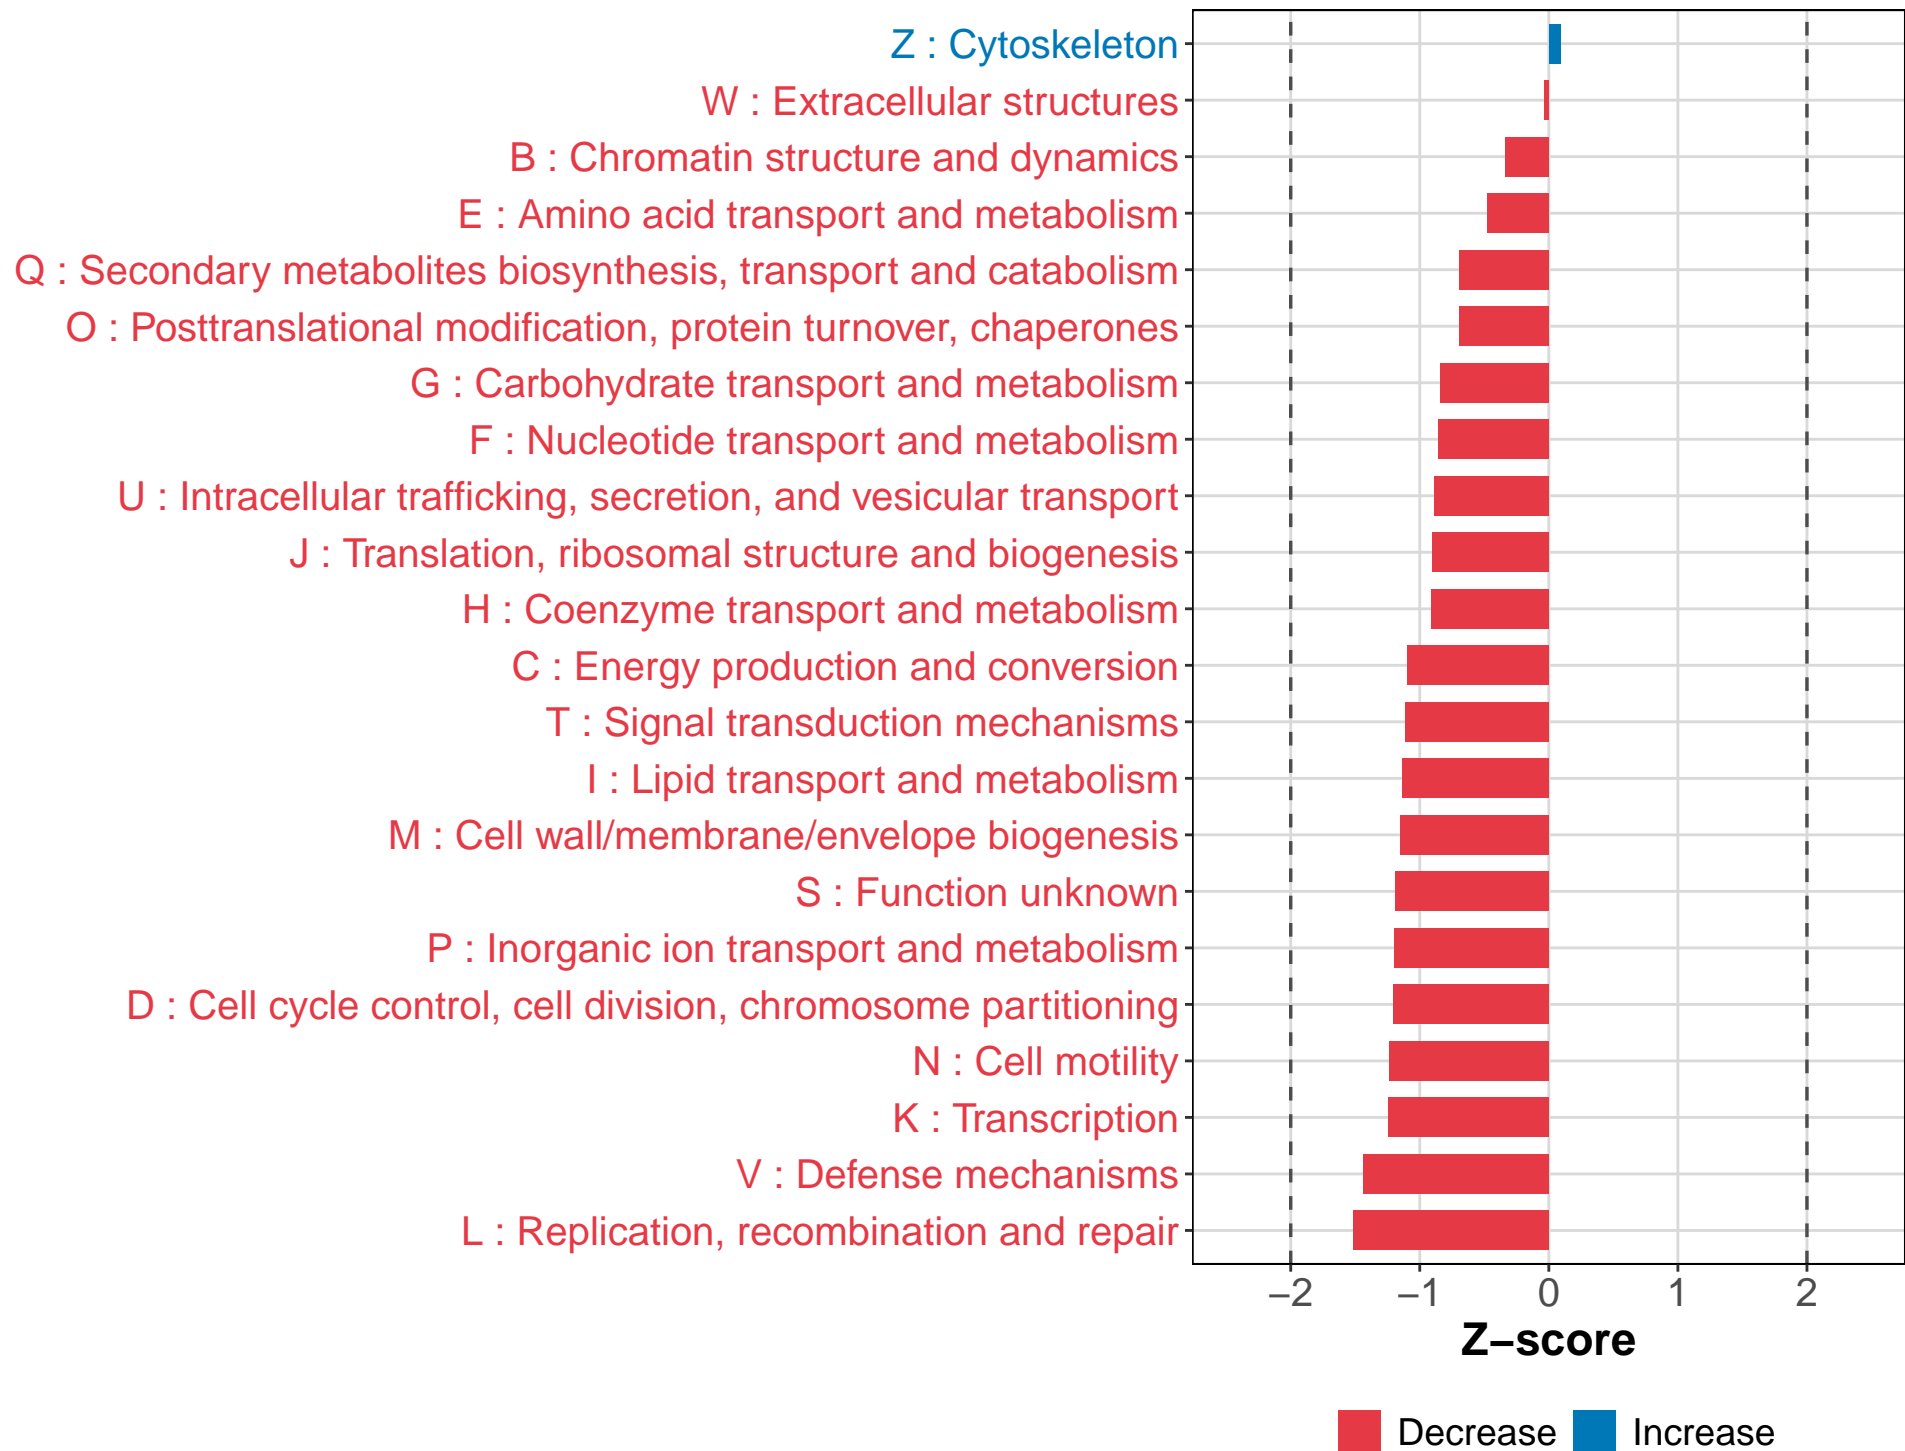 Z : Cytoskeleton
W : Extracellular structures
B : Chromatin structure and dynamics
E : Amino acid transport and metabolism
Q : Secondary metabolites biosynthesis, transport and catabolism
O : Posttranslational modification, protein turnover, chaperones
G : Carbohydrate transport and metabolism
F : Nucleotide transport and metabolism
U : Intracellular trafficking, secretion, and vesicular transport
J : Translation, ribosomal structure and biogenesis
H : Coenzyme transport and metabolism
C : Energy production and conversion
T : Signal transduction mechanisms
I : Lipid transport and metabolism
M : Cell wall/membrane/envelope biogenesis
S : Function unknown
P : Inorganic ion transport and metabolism
D : Cell cycle control, cell division, chromosome partitioning
N : Cell motility
K : Transcription
V : Defense mechanisms
L : Replication, recombination and repair
−2 −1 0 1 2
Z−score
Decrease Increase